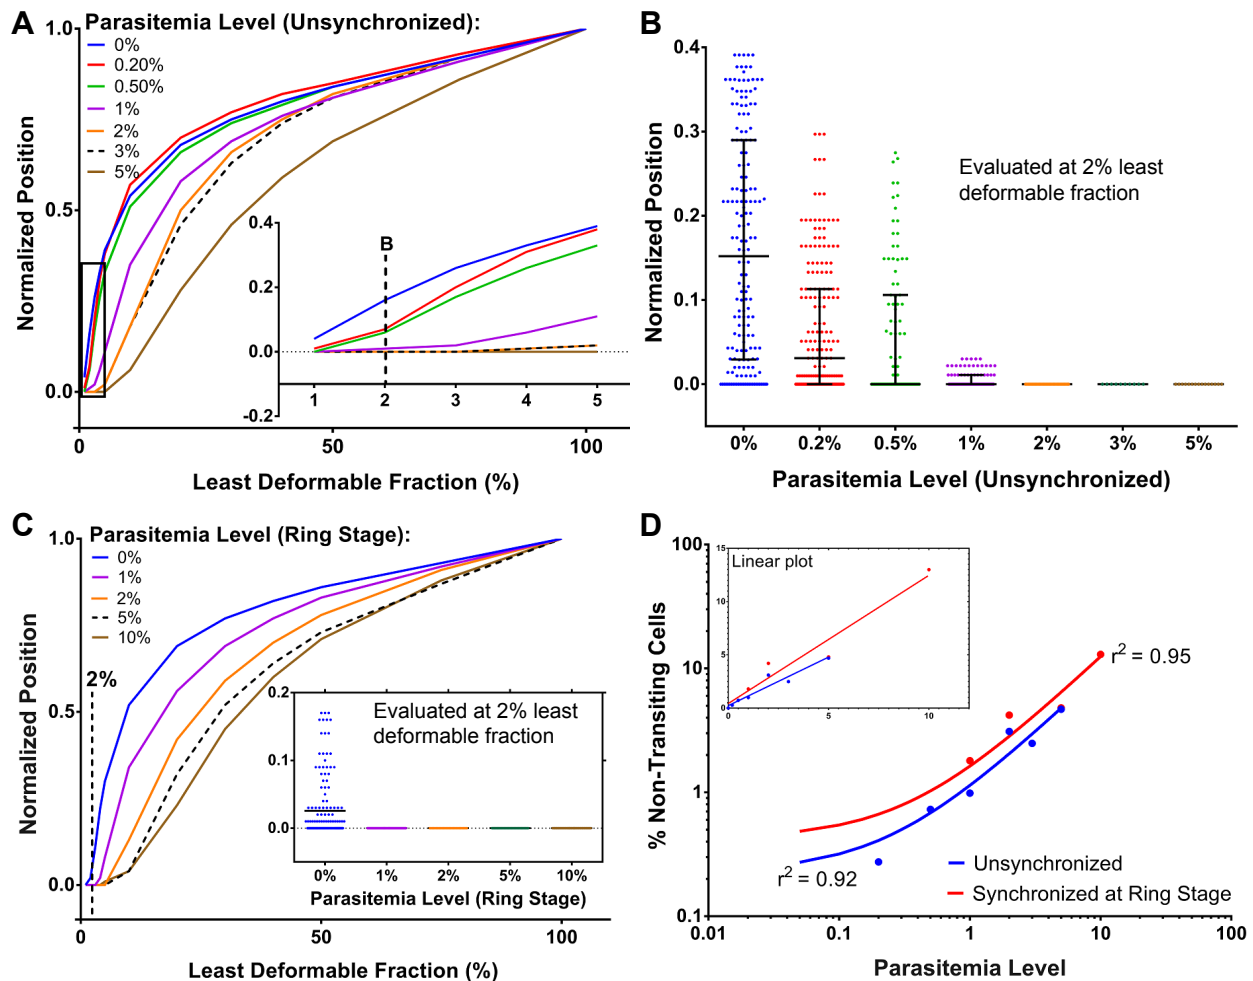 A
Parasitemia Level (Unsynchronized):
0%
0.20%
0.50%
1%
2%
3%
5%
1.0
0.5
0.0
Normalized Position
0
50
100
Least Deformable Fraction (%)
B
0.4
0.2
0.0
-0.2
1
2
3
4
5
B
0.4
0.3
0.2
0.1
0.0
Normalized Position
Evaluated at 2% least
deformable fraction
0%
0.2%
0.5%
1%
2%
3%
5%
Parasitemia Level (Unsynchronized)
C
Parasitemia Level (Ring Stage):
0%
1%
2%
5%
10%
1.0
0.5
0.0
Normalized Position
2%
0
50
100
Least Deformable Fraction (%)
0.2
0.1
0.0
Evaluated at 2% least
deformable fraction
0%
1%
2%
5%
10%
Parasitemia Level (Ring Stage)
D
100
10
1
0.1
% Non-Transiting Cells
0.01
0.1
1
10
100
Parasitemia Level
Linear plot
15
10
5
0
0
5
10
r² = 0.95
r² = 0.92
Unsynchronized
Synchronized at Ring Stage